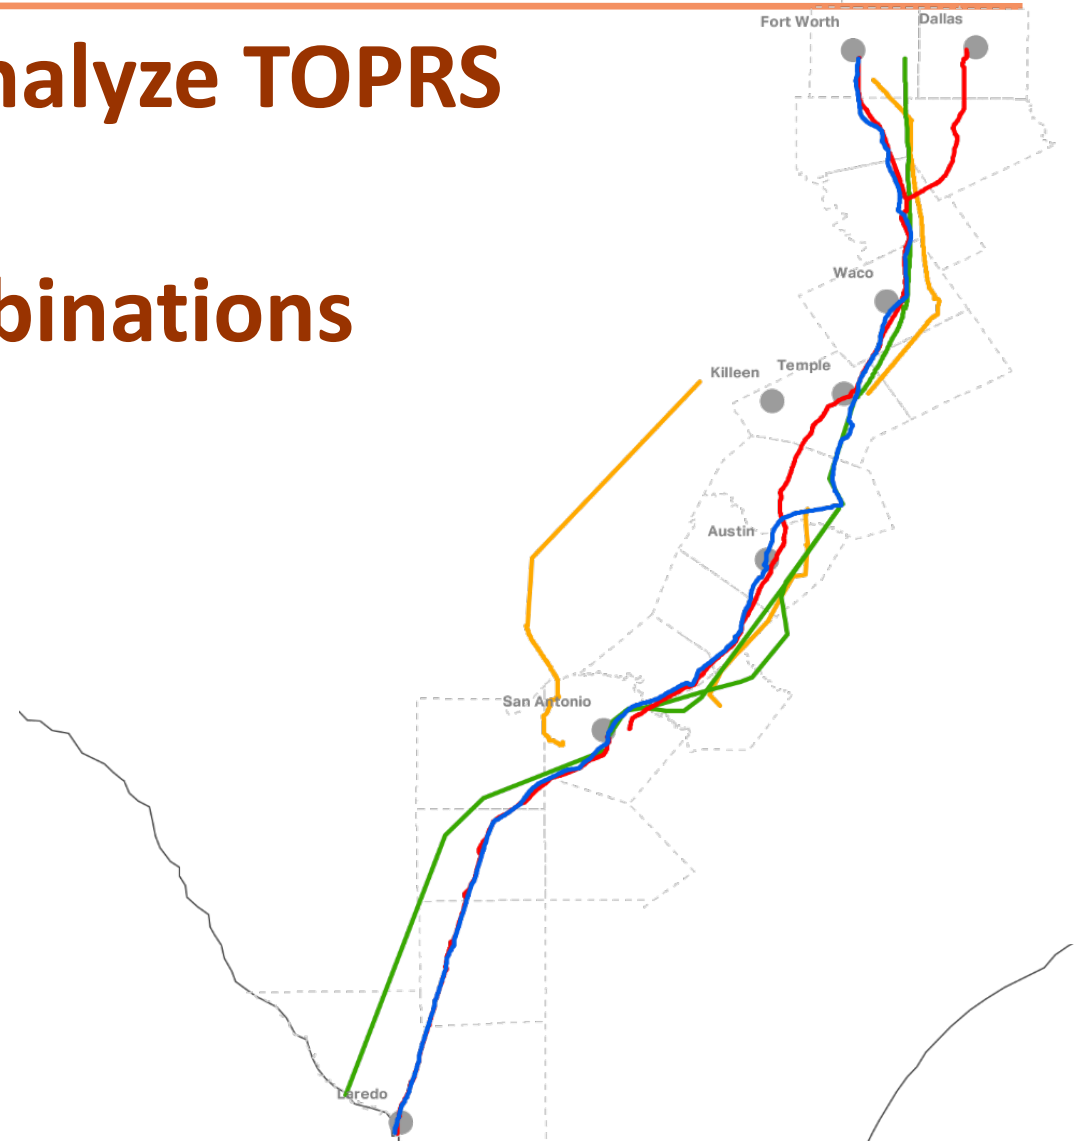 nalyze TOPRS
binations
Fort Worth
Dallas
Waco
Killeen
Temple
Austin
San Antonio
Laredo